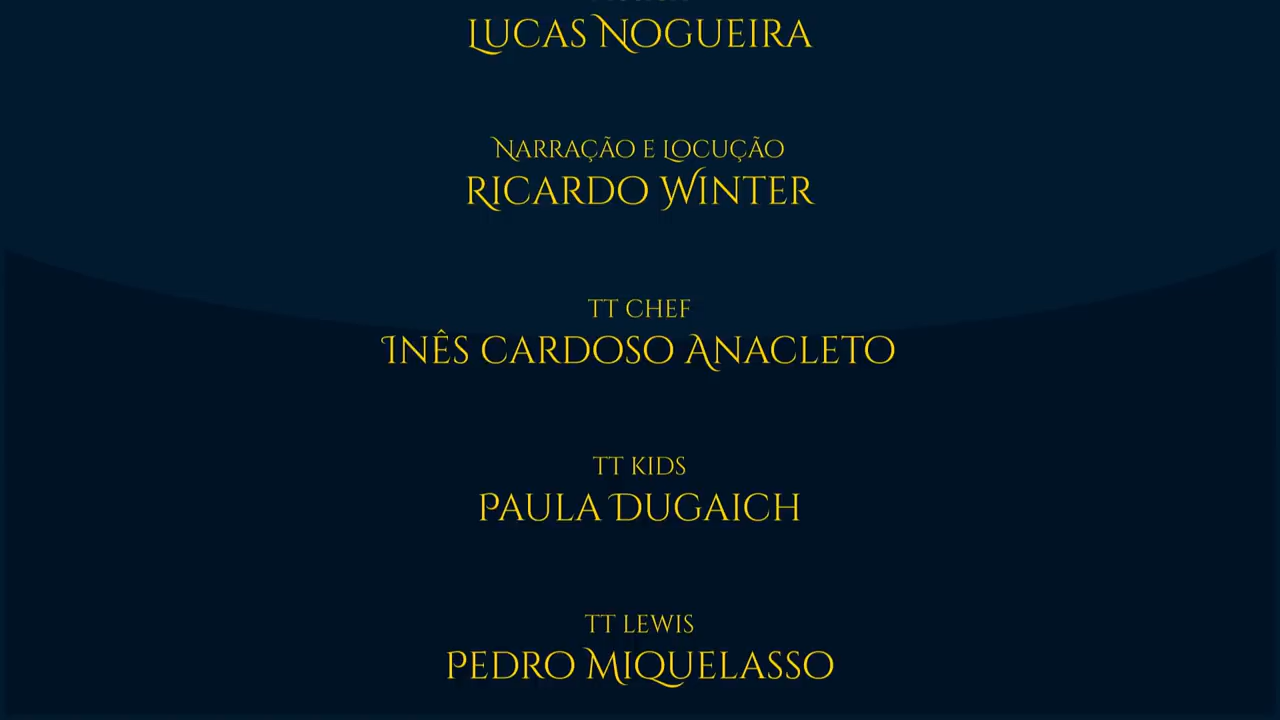 Lucas Nogueira
Narração e Locução
Ricardo Winter
TT CHEF
Inês cardoso Anacleto
TT KIDS
Paula Dugaich
TT LEWIS
Pedro Miquelasso